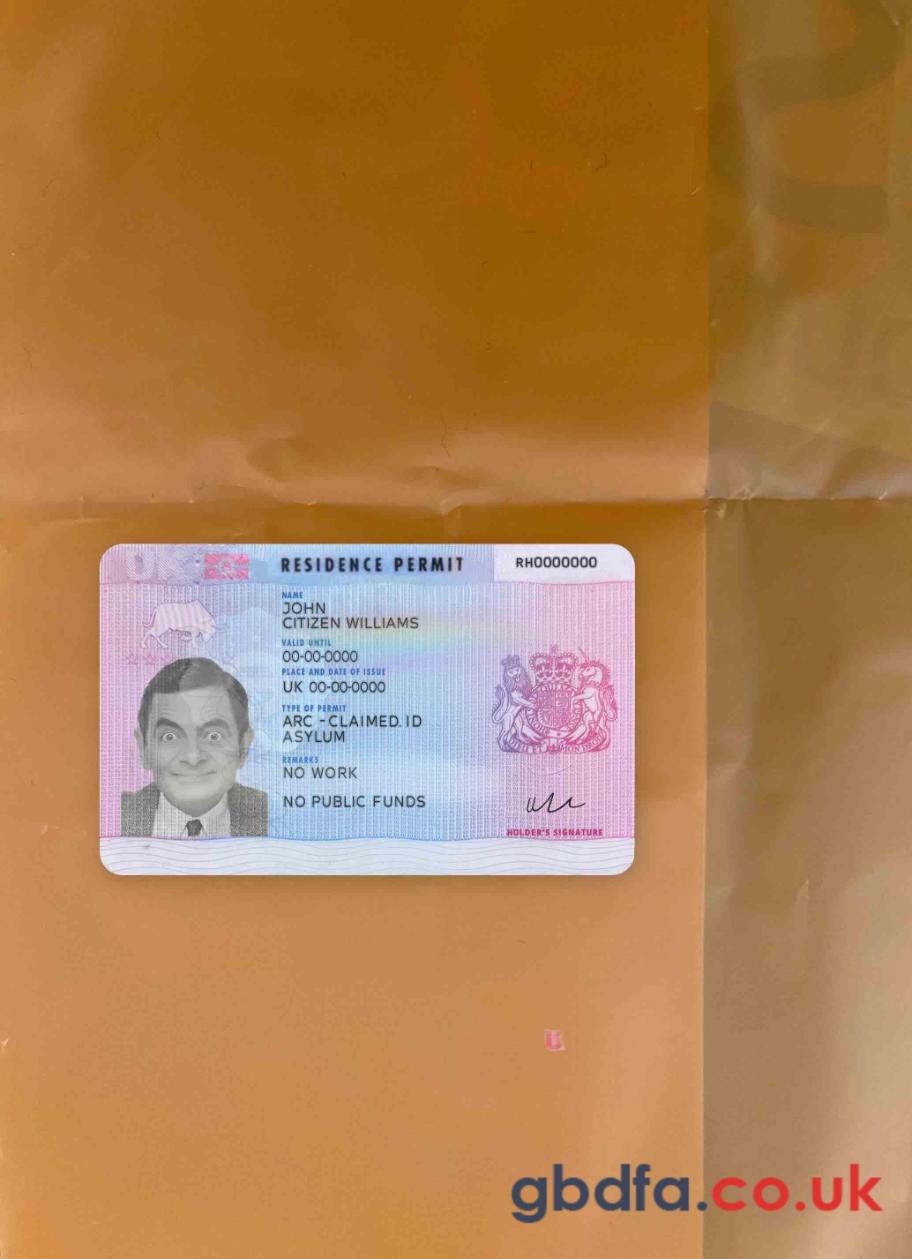 UK
RESIDENCE PERMIT
RH0000000
NAME
JOHN
CITIZEN WILLIAMS
VALID UNTIL
00-00-0000
PLACE AND DATE OF ISSUE
UK 00-00-0000
TYPE OF PERMIT
ARC -CLAIMED.ID
ASYLUM
REMARKS
NO WORK
NO PUBLIC FUNDS
HOLDER'S SIGNATURE
gbdfa.co.uk